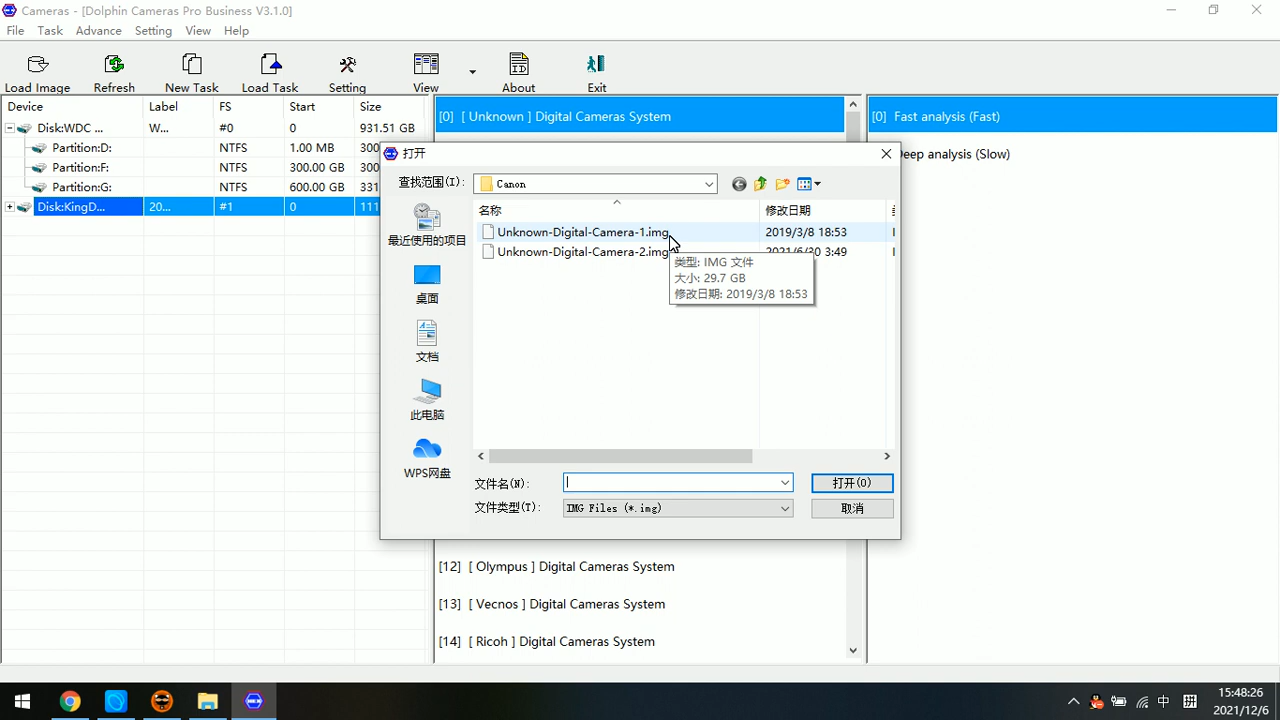 Cameras - [Dolphin Cameras Pro Business V3.1.0]
File Task Advance Setting View Help
Load Image Refresh New Task Load Task Setting View About Exit
Device Label FS Start Size
Disk:WDC ... W... #0 0 931.51 GB
Partition:D: NTFS 1.00 MB 300
Partition:F: NTFS 300.00 GB 300
Partition:G: NTFS 600.00 GB 331
Disk:KingD... 20... #1 0 111
[0] [ Unknown ] Digital Cameras System
[0] Fast analysis (Fast)
Deep analysis (Slow)
打开
查找范围(I): Canon
最近使用的项目
桌面
文档
此电脑
WPS网盘
名称 修改日期
Unknown-Digital-Camera-1.img 2019/3/8 18:53
Unknown-Digital-Camera-2.img 2021/6/30 3:49
类型: IMG 文件
大小: 29.7 GB
修改日期: 2019/3/8 18:53
文件名(N): 打开(O)
文件类型(T): IMG Files (*.img) 取消
[12] [ Olympus ] Digital Cameras System
[13] [ Vecnos ] Digital Cameras System
[14] [ Ricoh ] Digital Cameras System
中 拼 15:48:26
2021/12/6